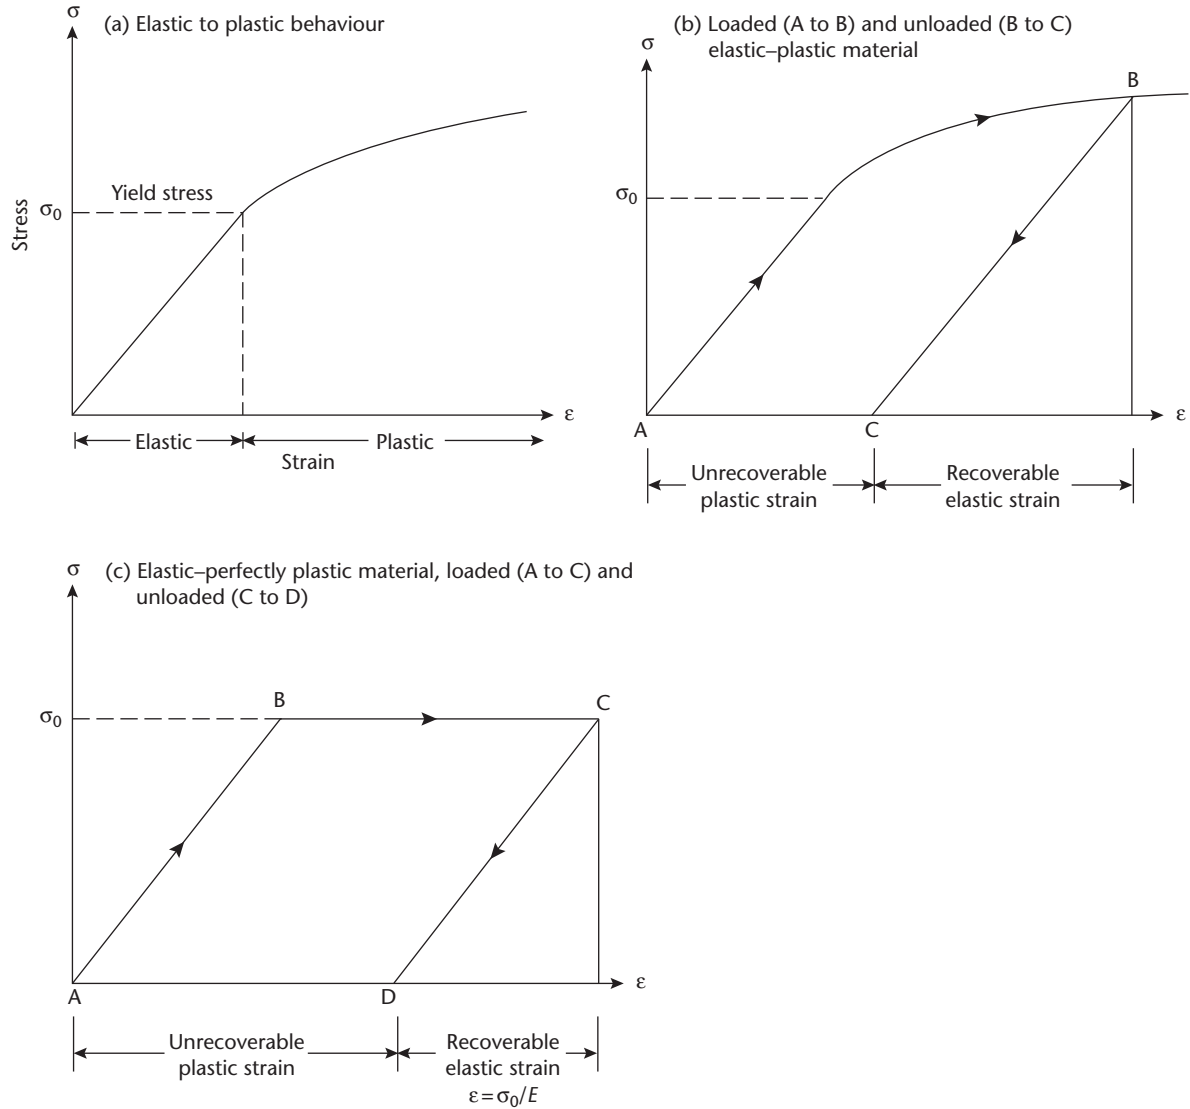 (a) Elastic to plastic behaviour
σ
Stress
Yield stress
σ0
ε
Elastic
Plastic
Strain
(b) Loaded (A to B) and unloaded (B to C)
elastic–plastic material
σ
B
σ0
ε
A
C
Unrecoverable
plastic strain
Recoverable
elastic strain
(c) Elastic–perfectly plastic material, loaded (A to C) and
unloaded (C to D)
σ
B
C
σ0
ε
A
D
Unrecoverable
plastic strain
Recoverable
elastic strain
ε=σ0/E